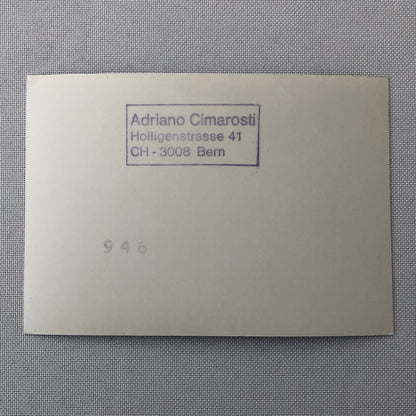 Adriano Cimarosti
Holligenstrasse 41
CH - 3008 Bern
946